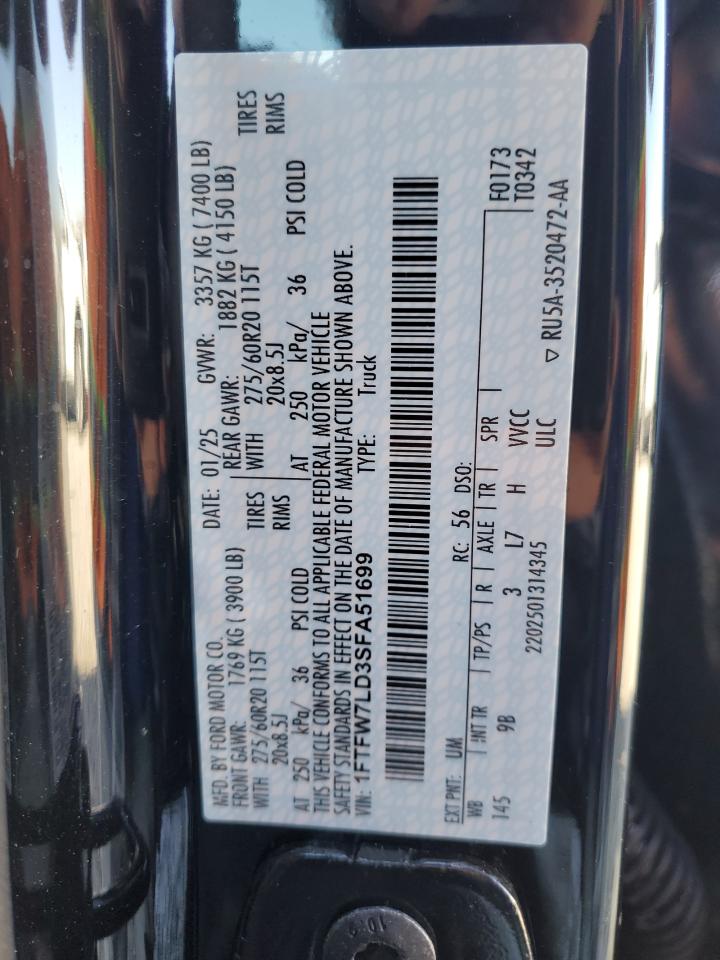 MFD. BY FORD MOTOR CO.
DATE: 01/25 GVWR: 3357 KG ( 7400 LB)
FRONT GAWR: 1769 KG ( 3900 LB)
REAR GAWR: 1882 KG ( 4150 LB)
WITH 275/60R20 115T TIRES
WITH 275/60R20 115T TIRES
20x8.5J RIMS
20x8.5J RIMS
AT 250 kPa/ 36 PSI COLD
AT 250 kPa/ 36 PSI COLD
THIS VEHICLE CONFORMS TO ALL APPLICABLE FEDERAL MOTOR VEHICLE
SAFETY STANDARDS IN EFFECT ON THE DATE OF MANUFACTURE SHOWN ABOVE.
VIN: 1FTFW7LD3SFA51699 TYPE: Truck
EXT PNT: UM RC: 56 DSO:
WB INT TR TP/PS R AXLE TR SPR
F0173
T0342
145 9B 3 L7 H VVCC
ULC
2202501314345
▽ RU5A-3520472-AA